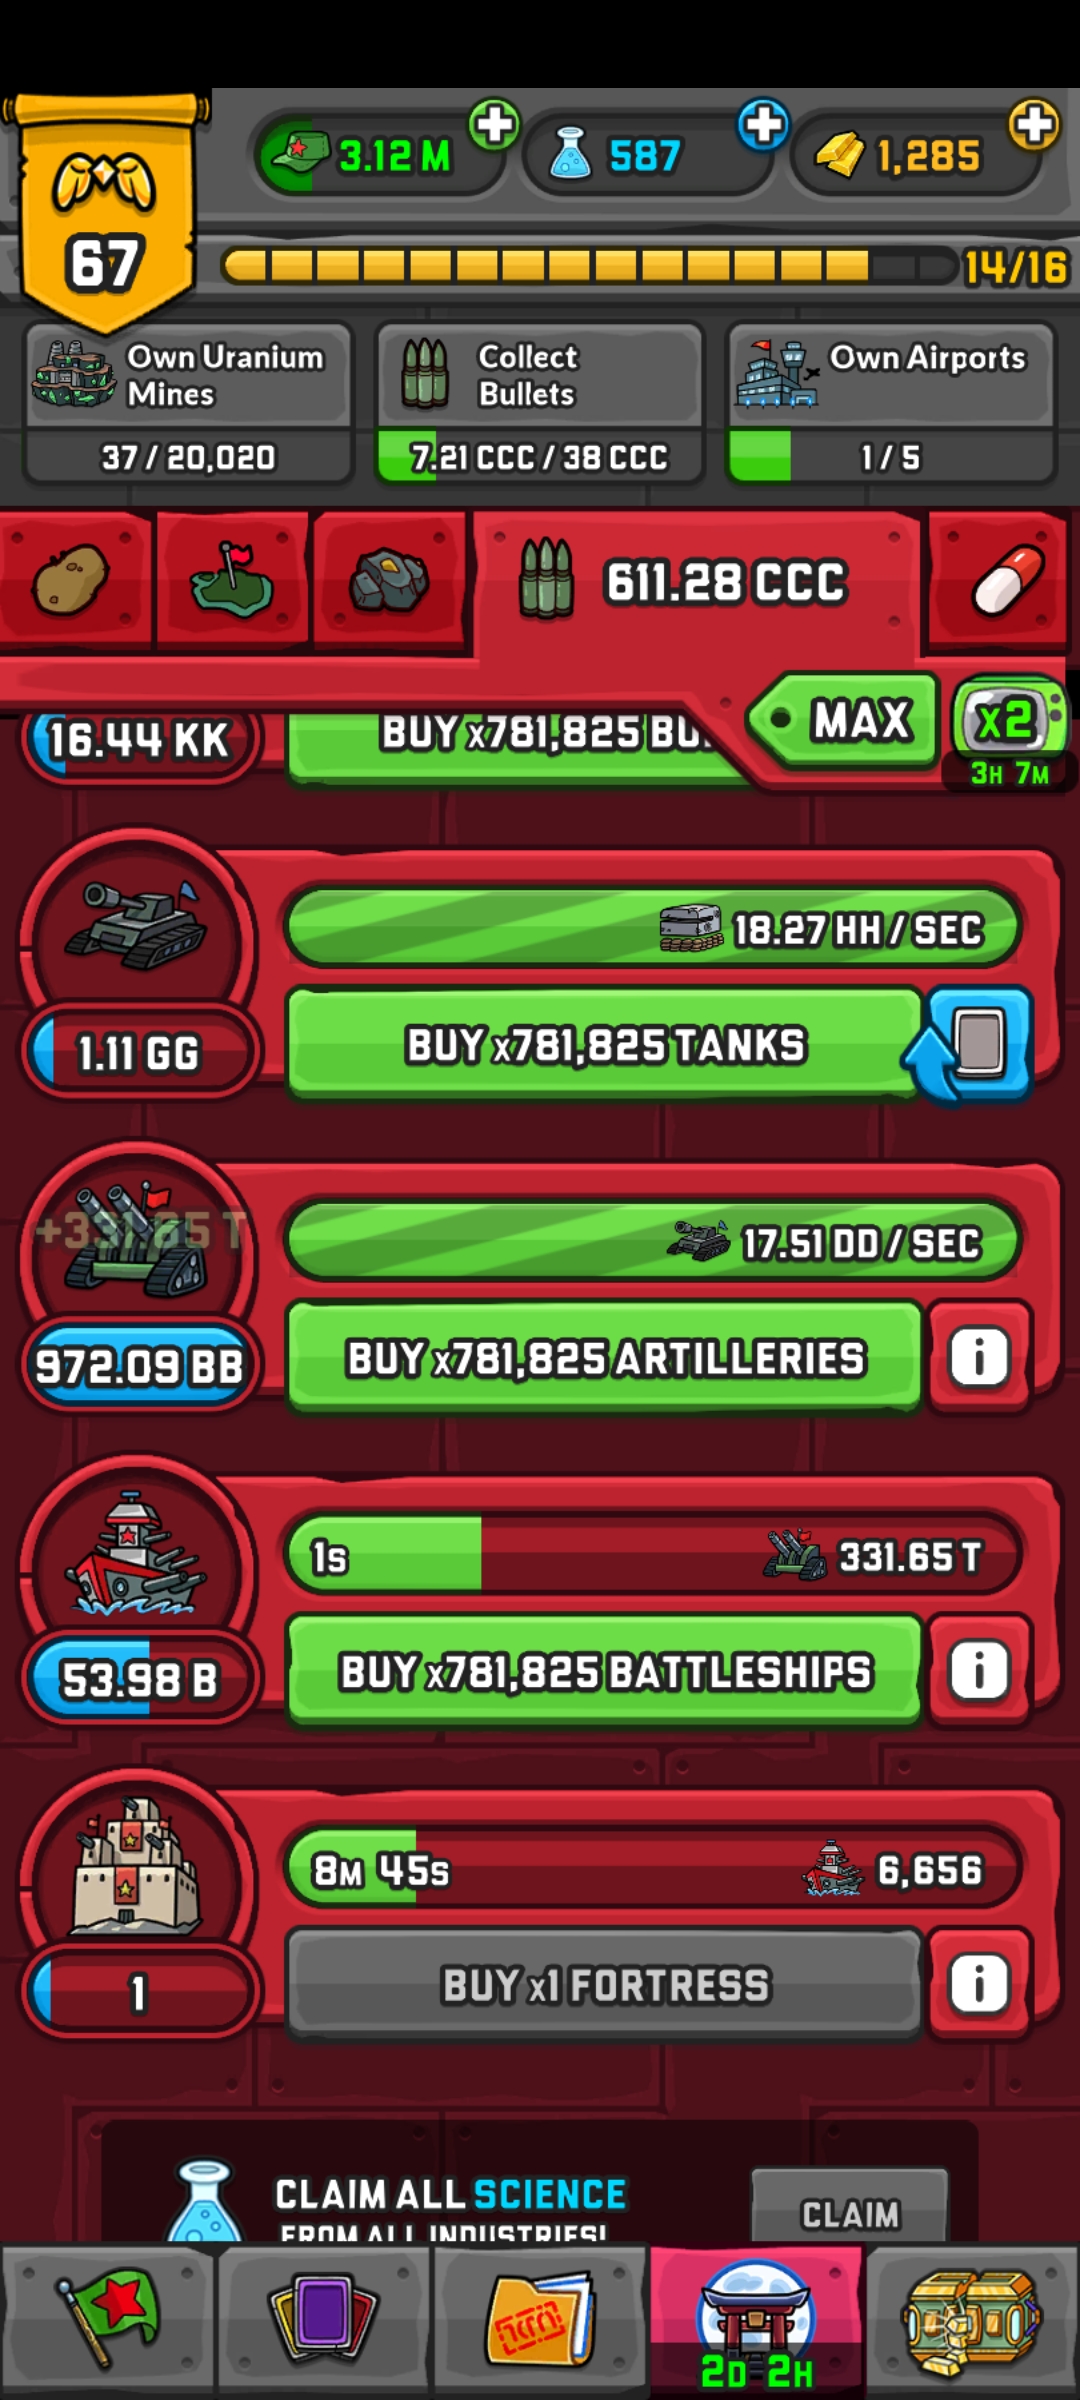 3.12 M
587
1,285
67
14/16
Own Uranium
Mines
37 / 20,020
Collect
Bullets
7.21 CCC / 38 CCC
Own Airports
1 / 5
611.28 CCC
MAX
x2
3H 7M
16.44 KK
BUY x781,825
18.27 HH / SEC
1.11 GG
BUY x781,825 TANKS
+331.65 T
17.51 DD / SEC
972.09 BB
BUY x781,825 ARTILLERIES
i
1s
331.65 T
53.98 B
BUY x781,825 BATTLESHIPS
i
8M 45s
6,656
1
BUY x1 FORTRESS
i
CLAIM ALL SCIENCE
FROM ALL INDUSTRIES!
CLAIM
2D 2H